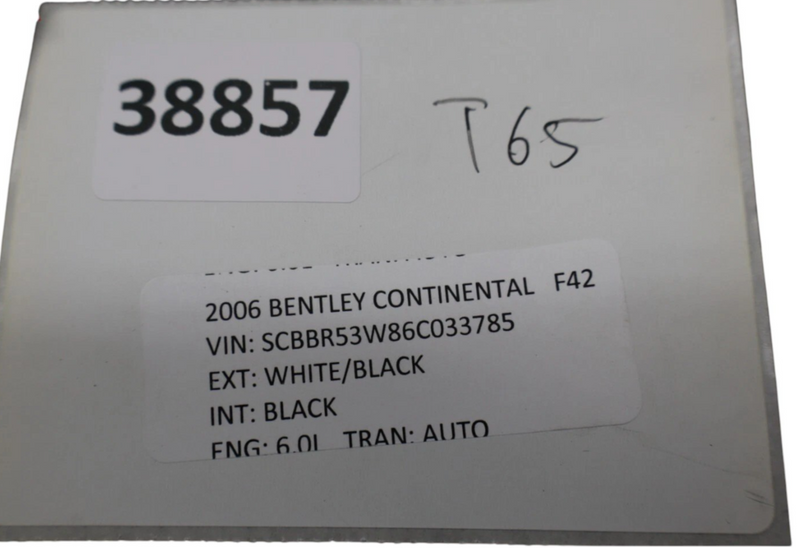 38857
T65
2006 BENTLEY CONTINENTAL F42
VIN: SCBBR53W86C033785
EXT: WHITE/BLACK
INT: BLACK
ENG: 6.0L TRAN: AUTO